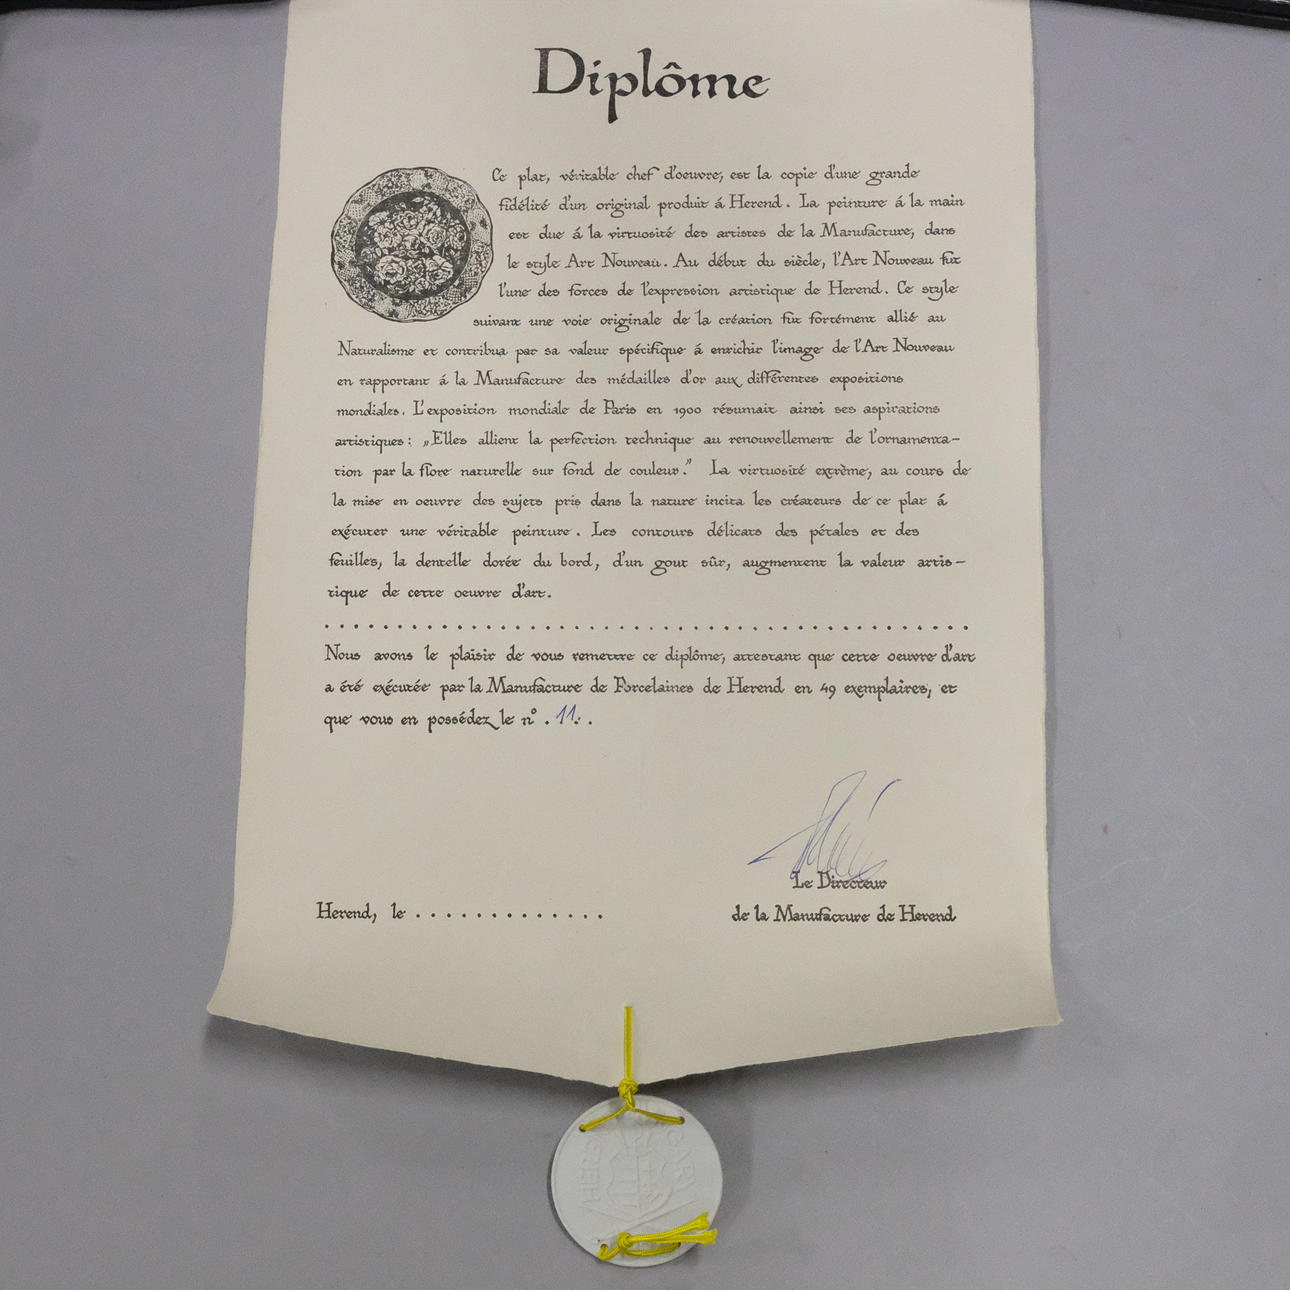 Diplôme
Ce plat, véritable chef d'oeuvre, est la copie d'une grande
fidélité d'un original produit á Herend. La peinture á la main
est due á la virtuosité des artistes de la Manufacture, dans
le style Art Nouveau. Au début du siècle, l'Art Nouveau fut
l'une des forces de l'expression artistique de Herend. Ce style
suivant une voie originale de la création fut fortément allié au
Naturalisme et contribua par sa valeur spécifique á enrichir l'image de l'Art Nouveau
en rapportant á la Manufacture des médailles d'or aux différentes expositions
mondiales. L'exposition mondiale de Paris en 1900 résumait ainsi ses aspirations
artistiques: „Elles allient la perfection technique au renouvellement de l'ornementa-
tion par la flore naturelle sur fond de couleur.” La virtuosité extrème, au cours de
la mise en oeuvre des sujets pris dans la nature incita les créateurs de ce plat á
exécuter une véritable peinture. Les contours délicats des pétales et des
feuilles, la dentelle dorée du bord, d'un gout sûr, augmentent la valeur artis-
tique de cette oeuvre d'art.
Nous avons le plaisir de vous remettre ce diplôme, attestant que cette oeuvre d'art
a été exécutée par la Manufacture de Porcelaines de Herend en 49 exemplaires, et
que vous en possédez le n° . 11. .
Le Directeur
Herend, le . . . . . . . . . . . . .
de la Manufacture de Herend